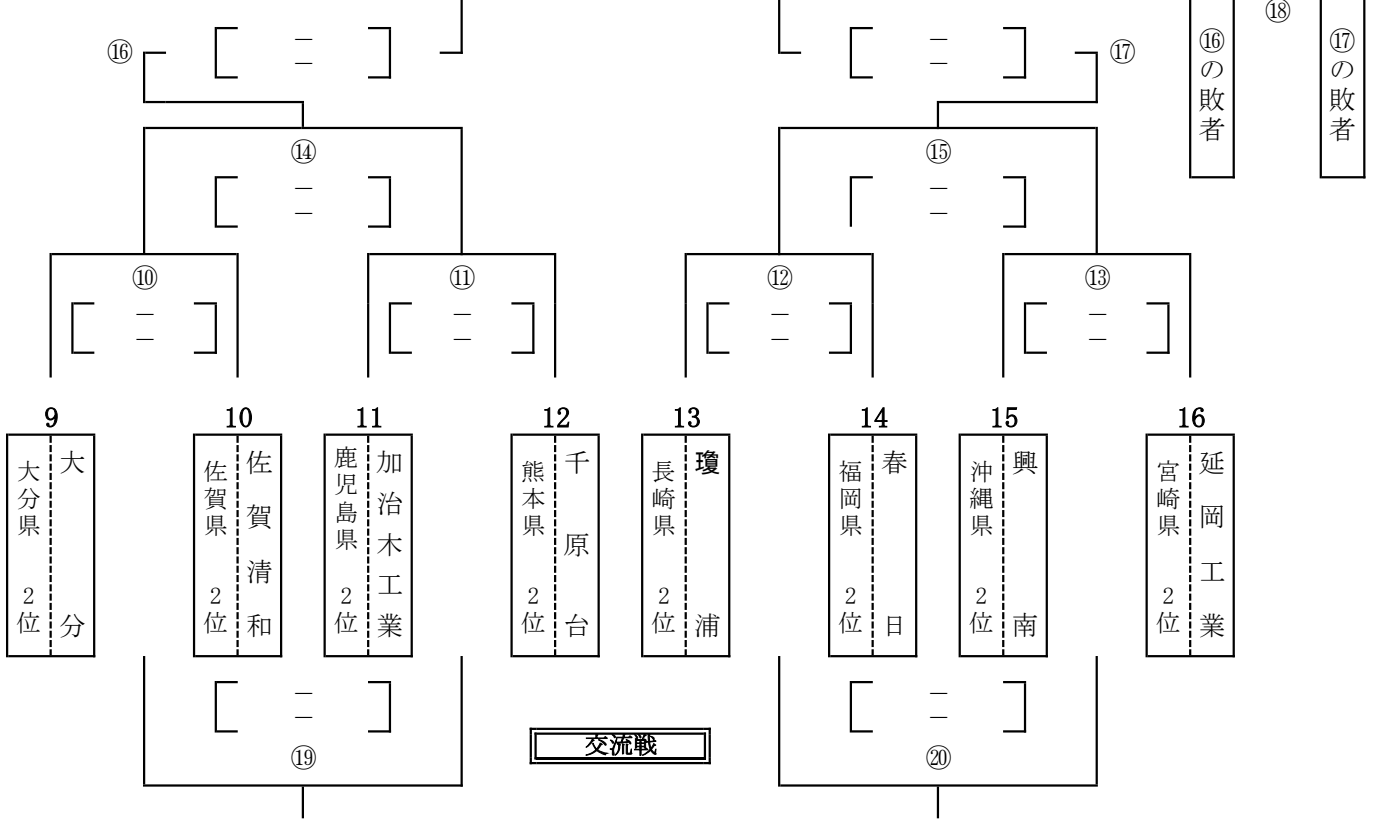 ⑱
⑯ － － － － ⑰
⑯の敗者
⑰の敗者
⑭ ⑮
－ － － －
⑩ ⑪ ⑫ ⑬
－ － － － － － － －
9 10 11 12 13 14 15 16
大分県 2位
大分
佐賀県 2位
佐賀清和
鹿児島県 2位
加治木工業
熊本県 2位
千原台
長崎県 2位
瓊浦
福岡県 2位
春日
沖縄県 2位
興南
宮崎県 2位
延岡工業
－ － － －
交流戦
⑲ ⑳